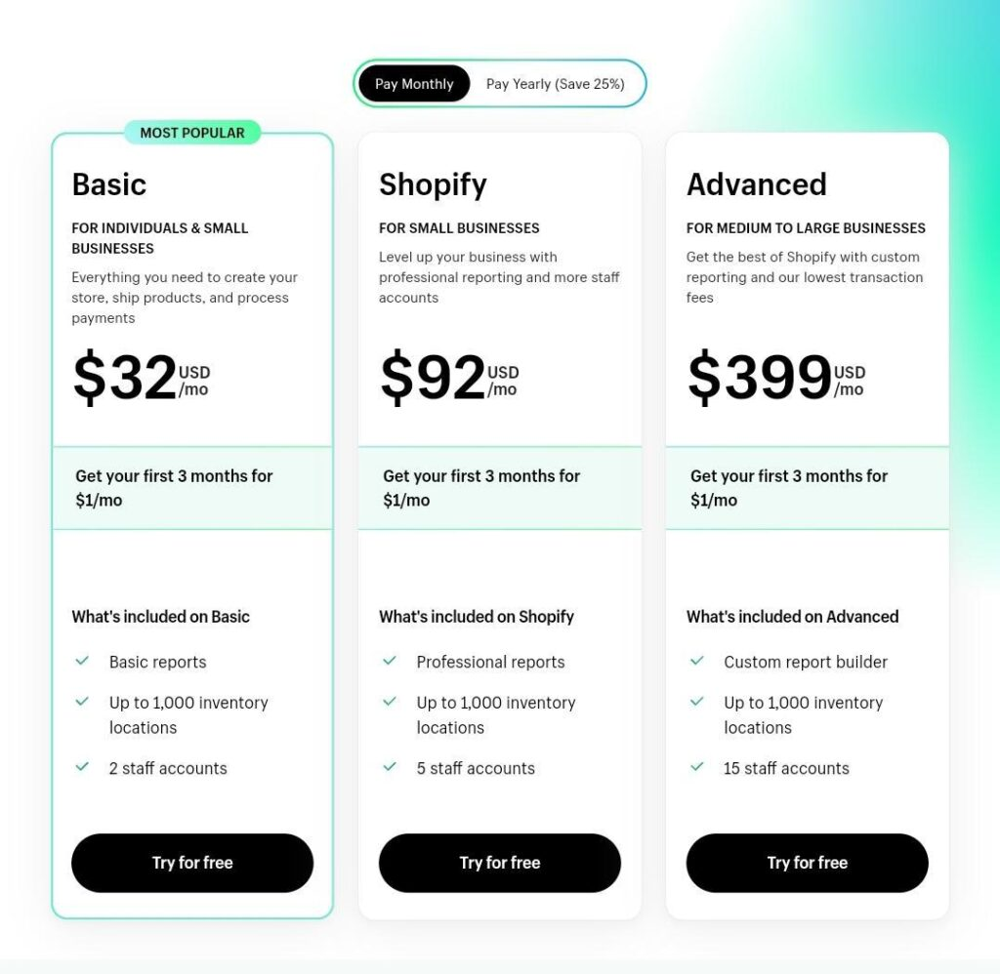 Pay Monthly
Pay Yearly (Save 25%)
MOST POPULAR
Basic
FOR INDIVIDUALS & SMALL
BUSINESSES
Everything you need to create your
store, ship products, and process
payments
$32 USD
/mo
Get your first 3 months for
$1/mo
What's included on Basic
Basic reports
Up to 1,000 inventory
locations
2 staff accounts
Try for free
Shopify
FOR SMALL BUSINESSES
Level up your business with
professional reporting and more staff
accounts
$92 USD
/mo
Get your first 3 months for
$1/mo
What's included on Shopify
Professional reports
Up to 1,000 inventory
locations
5 staff accounts
Try for free
Advanced
FOR MEDIUM TO LARGE BUSINESSES
Get the best of Shopify with custom
reporting and our lowest transaction
fees
$399 USD
/mo
Get your first 3 months for
$1/mo
What's included on Advanced
Custom report builder
Up to 1,000 inventory
locations
15 staff accounts
Try for free